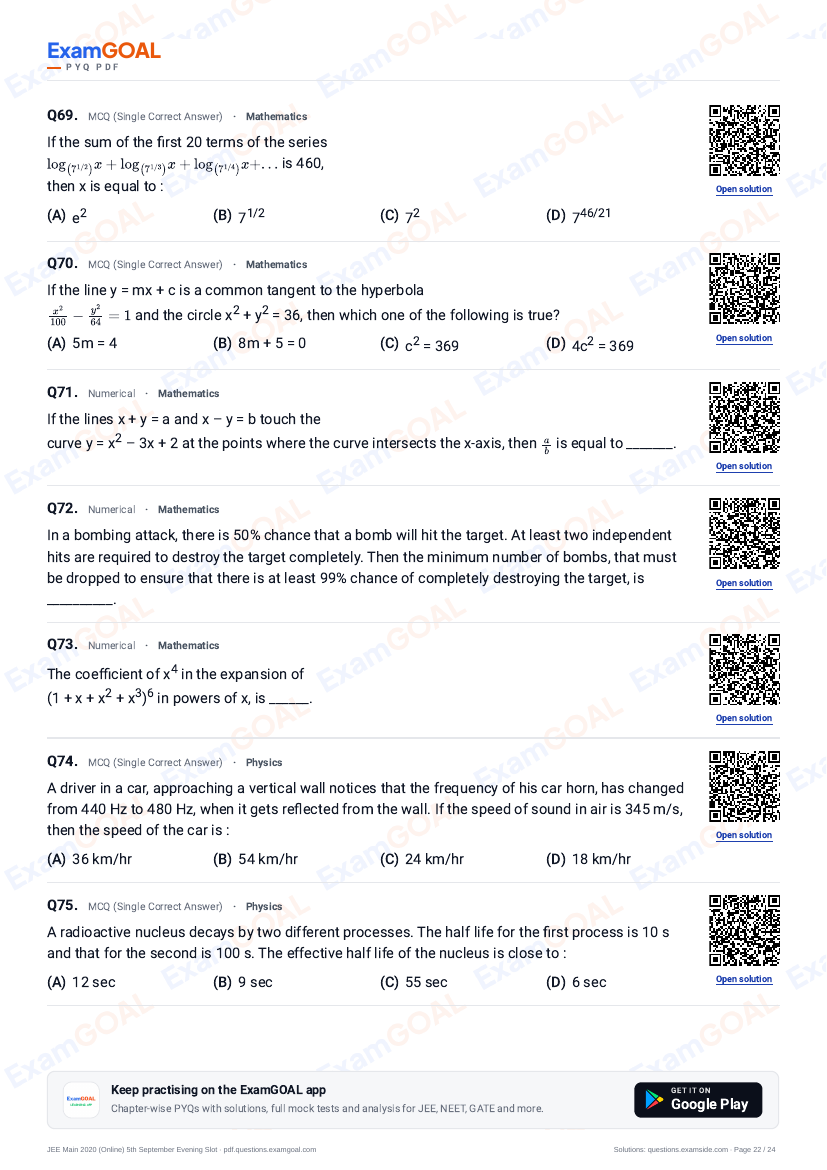 ExamGOAL
PYQ PDF
Q69. MCQ (Single Correct Answer) · Mathematics
If the sum of the first 20 terms of the series
log_(7^{1/2}) x + log_(7^{1/3}) x + log_(7^{1/4}) x+... is 460,
then x is equal to :
(A) e² (B) 7^{1/2} (C) 7² (D) 7^{46/21}
Open solution
Q70. MCQ (Single Correct Answer) · Mathematics
If the line y = mx + c is a common tangent to the hyperbola
x²/100 − y²/64 = 1 and the circle x² + y² = 36, then which one of the following is true?
(A) 5m = 4 (B) 8m + 5 = 0 (C) c² = 369 (D) 4c² = 369
Open solution
Q71. Numerical · Mathematics
If the lines x + y = a and x − y = b touch the
curve y = x² − 3x + 2 at the points where the curve intersects the x-axis, then a/b is equal to _______.
Open solution
Q72. Numerical · Mathematics
In a bombing attack, there is 50% chance that a bomb will hit the target. At least two independent
hits are required to destroy the target completely. Then the minimum number of bombs, that must
be dropped to ensure that there is at least 99% chance of completely destroying the target, is
__________.
Open solution
Q73. Numerical · Mathematics
The coefficient of x⁴ in the expansion of
(1 + x + x² + x³)⁶ in powers of x, is ______.
Open solution
Q74. MCQ (Single Correct Answer) · Physics
A driver in a car, approaching a vertical wall notices that the frequency of his car horn, has changed
from 440 Hz to 480 Hz, when it gets reflected from the wall. If the speed of sound in air is 345 m/s,
then the speed of the car is :
(A) 36 km/hr (B) 54 km/hr (C) 24 km/hr (D) 18 km/hr
Open solution
Q75. MCQ (Single Correct Answer) · Physics
A radioactive nucleus decays by two different processes. The half life for the first process is 10 s
and that for the second is 100 s. The effective half life of the nucleus is close to :
(A) 12 sec (B) 9 sec (C) 55 sec (D) 6 sec
Open solution
ExamGOAL
Keep practising on the ExamGOAL app
Chapter-wise PYQs with solutions, full mock tests and analysis for JEE, NEET, GATE and more.
GET IT ON
Google Play
JEE Main 2020 (Online) 5th September Evening Slot · pdf.questions.examgoal.com
Solutions: questions.examside.com · Page 22 / 24